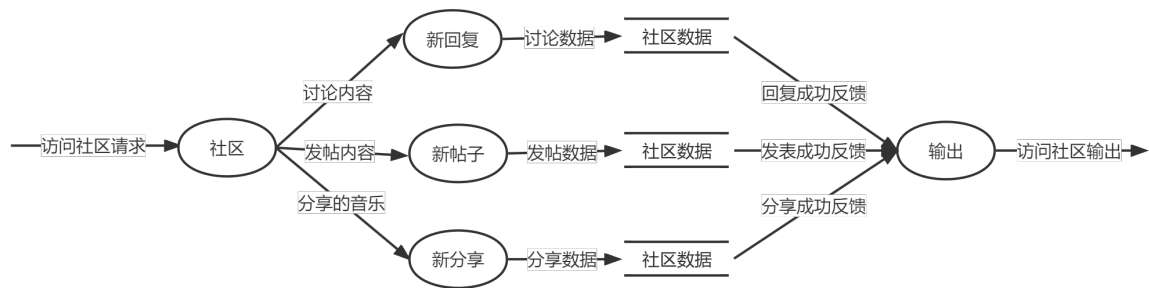 新回复
讨论数据
社区数据
讨论内容
回复成功反馈
访问社区请求
社区
发帖内容
新帖子
发帖数据
社区数据
发表成功反馈
输出
访问社区输出
分享的音乐
分享成功反馈
新分享
分享数据
社区数据